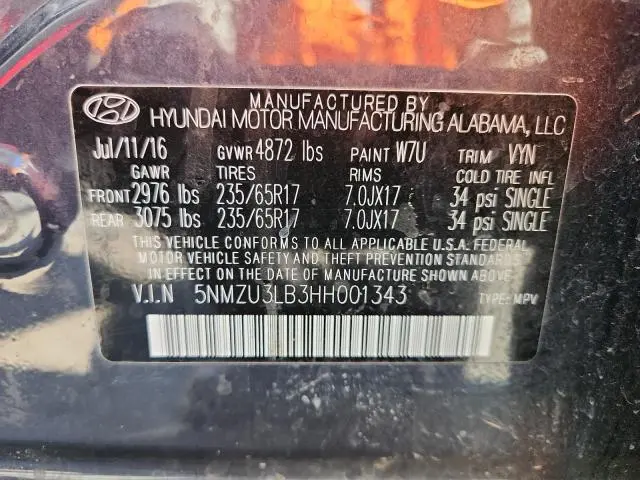 MANUFACTURED BY
HYUNDAI MOTOR MANUFACTURING ALABAMA, LLC
Jul/11/16 GVWR 4872 lbs PAINT W7U TRIM VYN
GAWR TIRES RIMS COLD TIRE INFL
FRONT 2976 lbs 235/65R17 7.0JX17 34 psi SINGLE
REAR 3075 lbs 235/65R17 7.0JX17 34 psi SINGLE
THIS VEHICLE CONFORMS TO ALL APPLICABLE U.S.A. FEDERAL
MOTOR VEHICLE SAFETY AND THEFT PREVENTION STANDARDS
IN EFFECT ON THE DATE OF MANUFACTURE SHOWN ABOVE.
V.I.N 5NMZU3LB3HH001343 TYPE: MPV